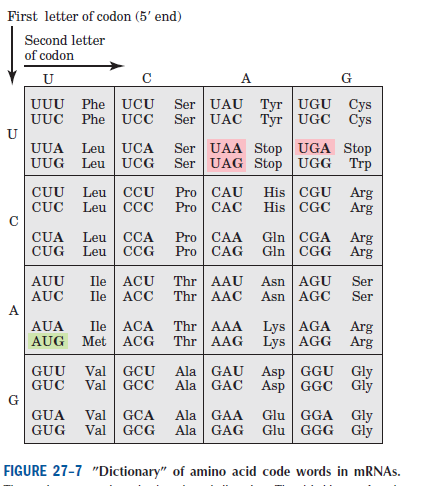 First letter of codon (5′ end)
Second letter
of codon
U C A G
UUU Phe UCU Ser UAU Tyr UGU Cys
UUC Phe UCC Ser UAC Tyr UGC Cys
U
UUA Leu UCA Ser UAA Stop UGA Stop
UUG Leu UCG Ser UAG Stop UGG Trp
CUU Leu CCU Pro CAU His CGU Arg
CUC Leu CCC Pro CAC His CGC Arg
C
CUA Leu CCA Pro CAA Gln CGA Arg
CUG Leu CCG Pro CAG Gln CGG Arg
AUU Ile ACU Thr AAU Asn AGU Ser
AUC Ile ACC Thr AAC Asn AGC Ser
A
AUA Ile ACA Thr AAA Lys AGA Arg
AUG Met ACG Thr AAG Lys AGG Arg
GUU Val GCU Ala GAU Asp GGU Gly
GUC Val GCC Ala GAC Asp GGC Gly
G
GUA Val GCA Ala GAA Glu GGA Gly
GUG Val GCG Ala GAG Glu GGG Gly
FIGURE 27–7 "Dictionary" of amino acid code words in mRNAs.